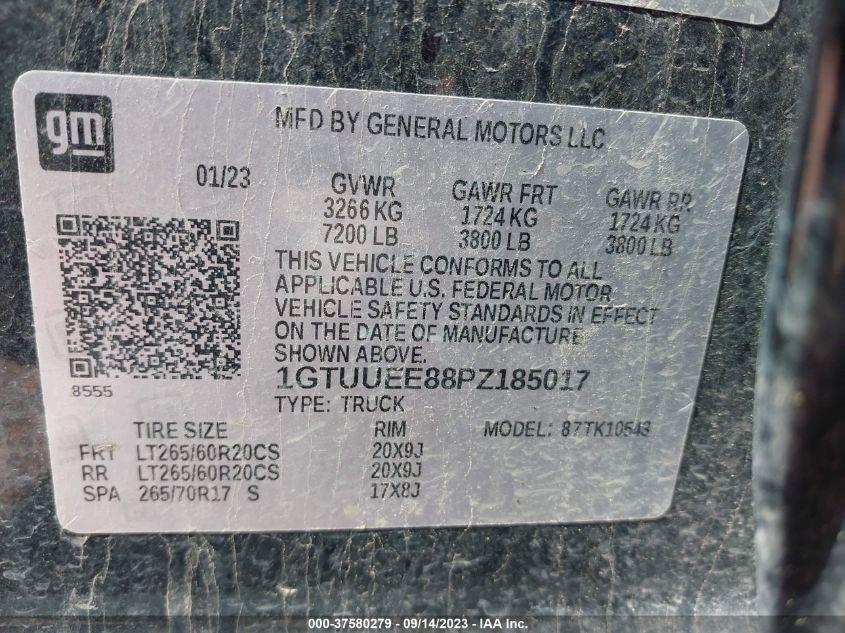 gm
MFD BY GENERAL MOTORS LLC
01/23
GVWR
3266 KG
7200 LB
GAWR FRT
1724 KG
3800 LB
GAWR RR
1724 KG
3800 LB
THIS VEHICLE CONFORMS TO ALL
APPLICABLE U.S. FEDERAL MOTOR
VEHICLE SAFETY STANDARDS IN EFFECT
ON THE DATE OF MANUFACTURE
SHOWN ABOVE.
8555
1GTUUEE88PZ185017
TYPE: TRUCK
TIRE SIZE RIM MODEL: 87TK10543
FRT LT265/60R20CS 20X9J
RR LT265/60R20CS 20X9J
SPA 265/70R17 S 17X8J
000-37580279 - 09/14/2023 - IAAI.COM